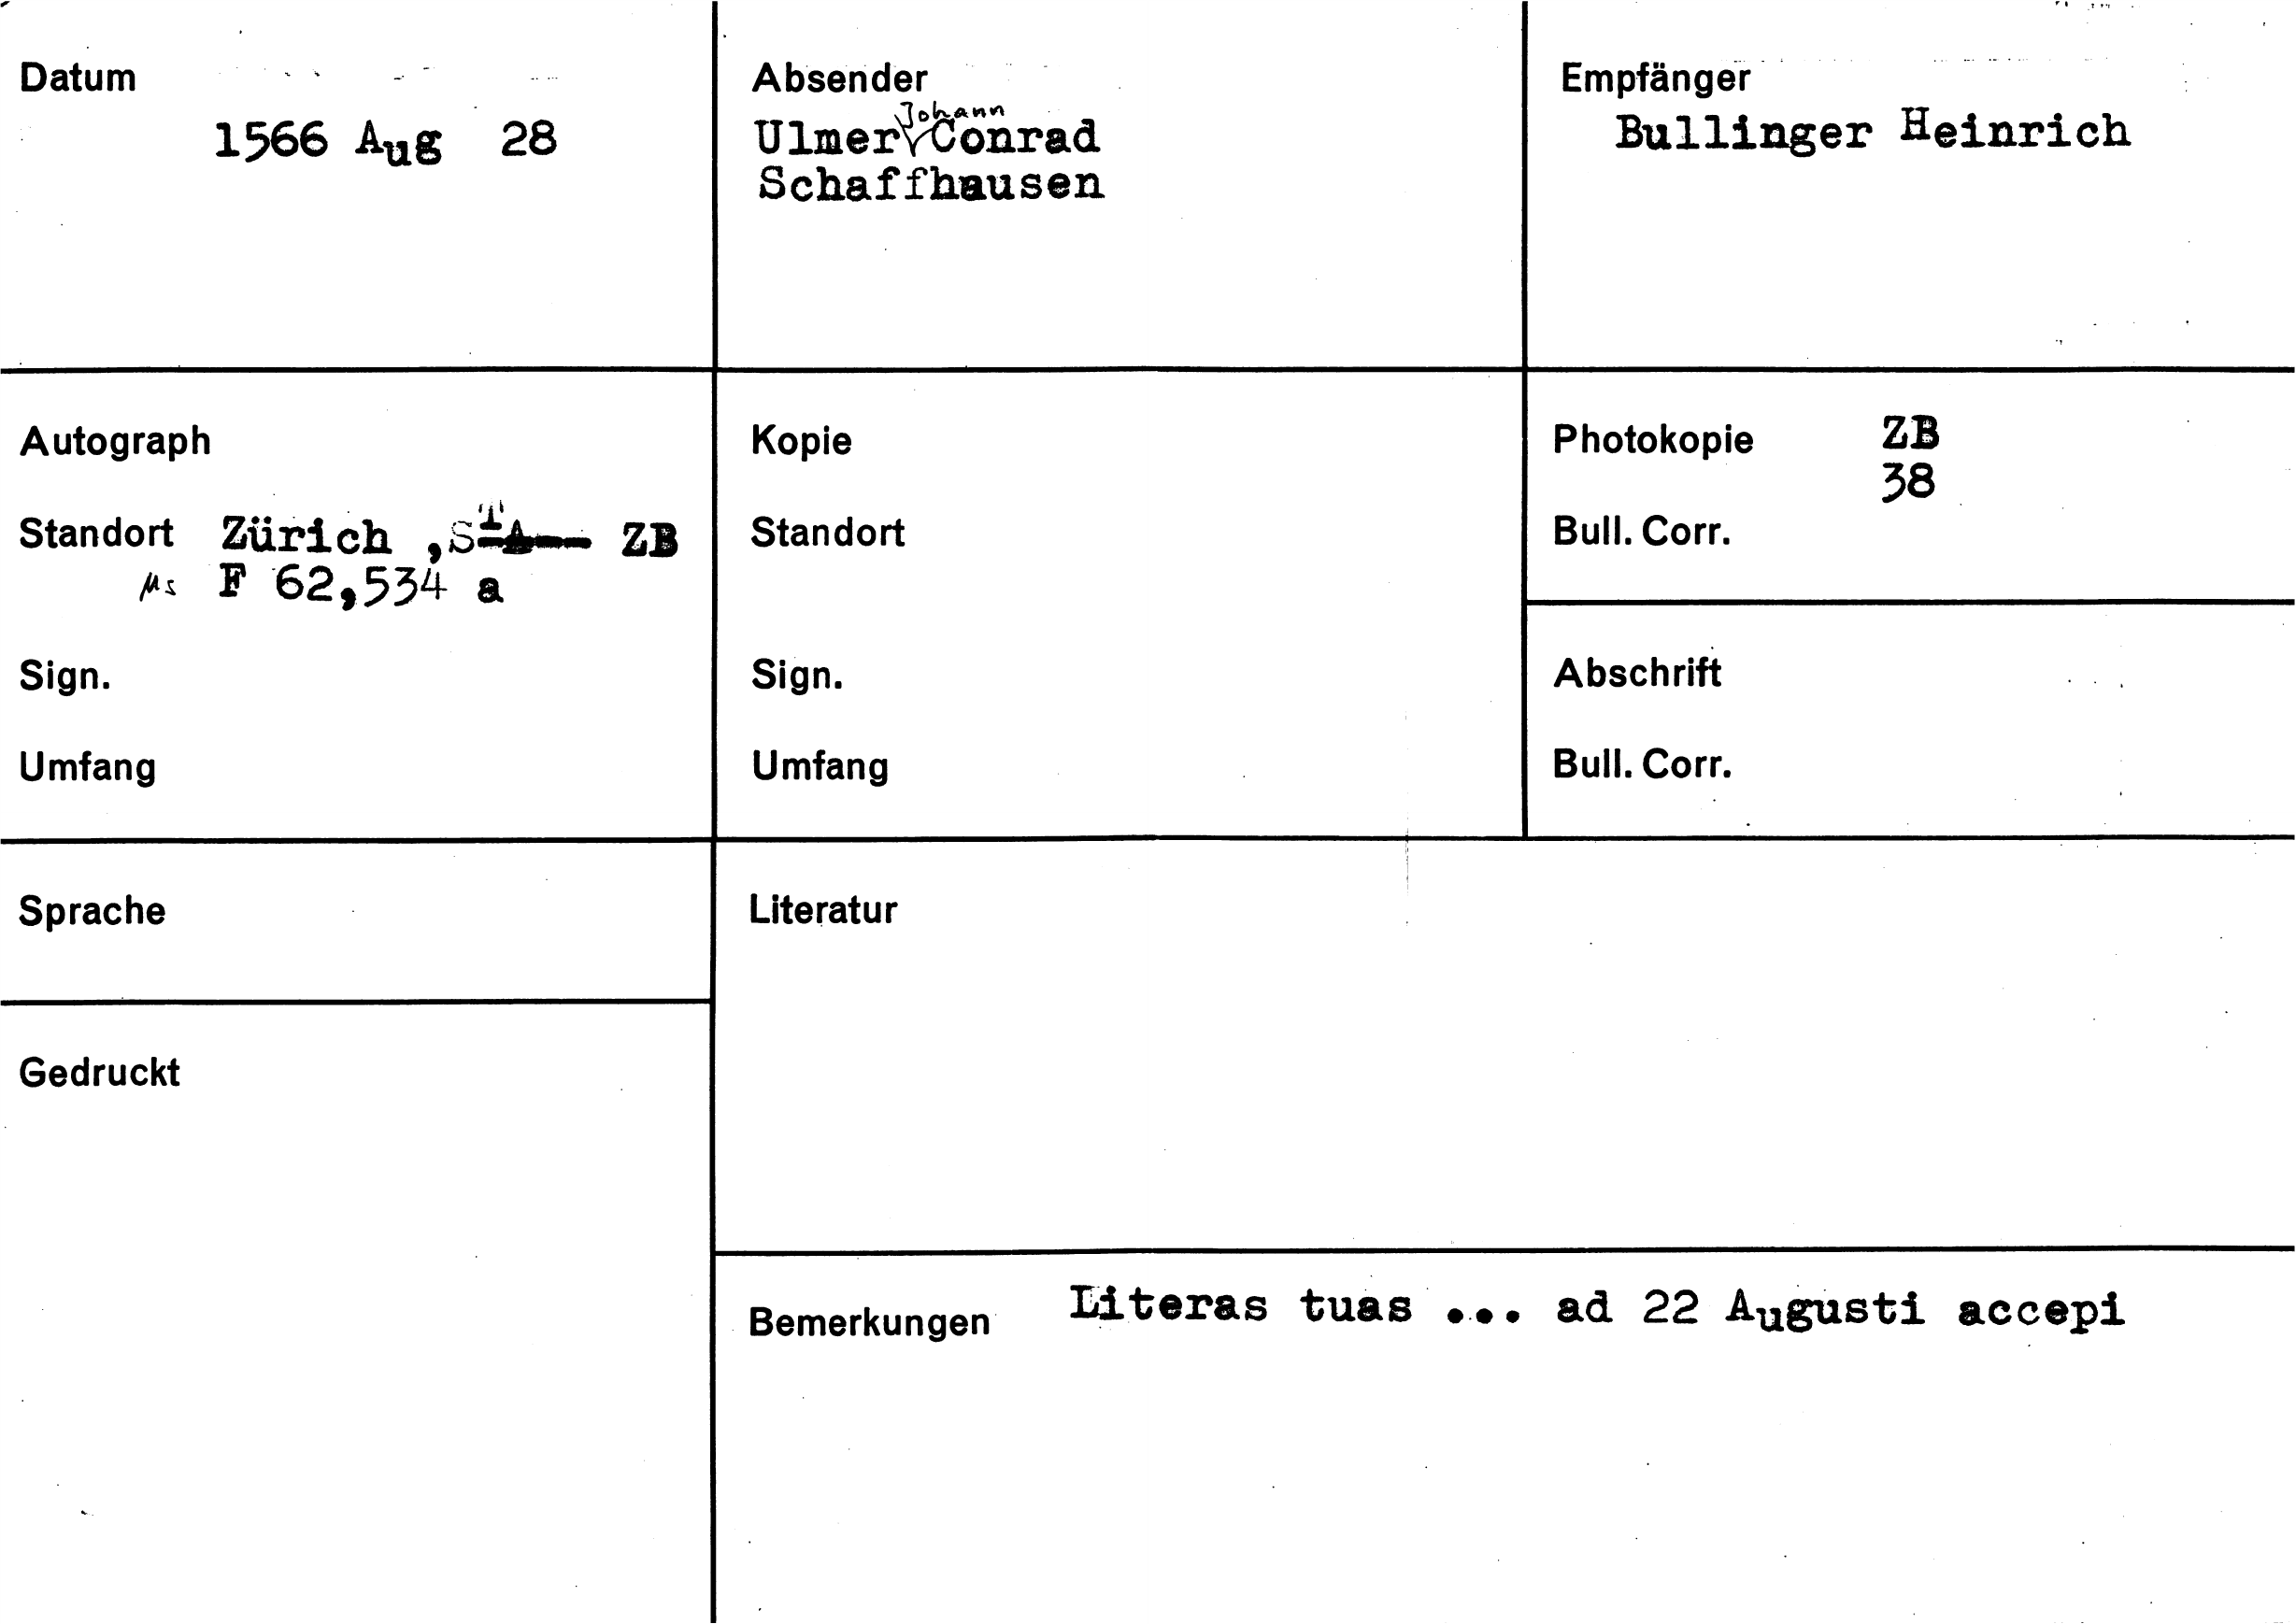 Datum
1566 Aug 28
Absender
Johann
Ulmer Conrad
Schaffhausen
Empfänger
Bullinger Heinrich
Autograph
Standort Zürich , StA ZB
Ms F 62,534 a
Sign.
Umfang
Kopie
Standort
Sign.
Umfang
Photokopie ZB
38
Bull. Corr.
Abschrift
Bull. Corr.
Sprache
Gedruckt
Literatur
Bemerkungen Literas tuas ... ad 22 Augusti accepi